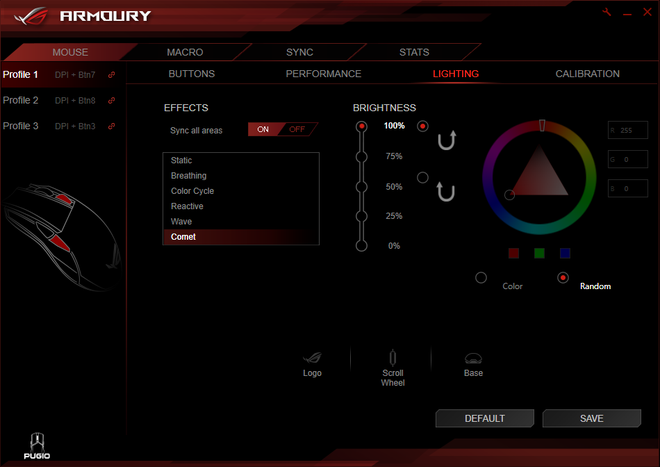 ARMOURY
MOUSE MACRO SYNC STATS
BUTTONS PERFORMANCE LIGHTING CALIBRATION
Profile 1 DPI + Btn7
Profile 2 DPI + Btn8
Profile 3 DPI + Btn3
EFFECTS
Sync all areas ON OFF
Static
Breathing
Color Cycle
Reactive
Wave
Comet
BRIGHTNESS
100%
75%
50%
25%
0%
R 255
G 0
B 0
Color Random
Logo
Scroll
Wheel
Base
DEFAULT SAVE
PUGIO